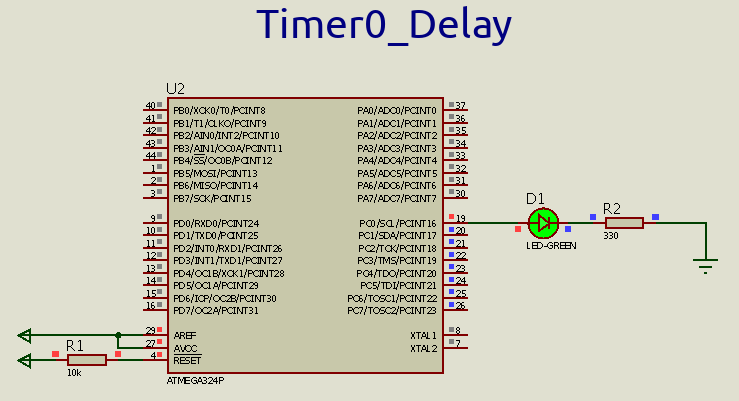 Timer0_Delay
U2
40 PB0/XCK0/T0/PCINT8 PA0/ADC0/PCINT0 37
41 PB1/T1/CLKO/PCINT9 PA1/ADC1/PCINT1 36
42 PB2/AIN0/INT2/PCINT10 PA2/ADC2/PCINT2 35
43 PB3/AIN1/OC0A/PCINT11 PA3/ADC3/PCINT3 34
44 PB4/SS/OC0B/PCINT12 PA4/ADC4/PCINT4 33
1 PB5/MOSI/PCINT13 PA5/ADC5/PCINT5 32
2 PB6/MISO/PCINT14 PA6/ADC6/PCINT6 31
3 PB7/SCK/PCINT15 PA7/ADC7/PCINT7 30
D1
R2
9 PD0/RXD0/PCINT24 PC0/SCL/PCINT16 19
10 PD1/TXD0/PCINT25 PC1/SDA/PCINT17 20
330
11 PD2/INT0/RXD1/PCINT26 PC2/TCK/PCINT18 21
LED-GREEN
12 PD3/INT1/TXD1/PCINT27 PC3/TMS/PCINT19 22
13 PD4/OC1B/XCK1/PCINT28 PC4/TDO/PCINT20 23
14 PD5/OC1A/PCINT29 PC5/TDI/PCINT21 24
15 PD6/ICP/OC2B/PCINT30 PC6/TOSC1/PCINT22 25
16 PD7/OC2A/PCINT31 PC7/TOSC2/PCINT23 26
29 AREF XTAL1 8
R1
27 AVCC XTAL2 7
4 RESET
10k
ATMEGA324P